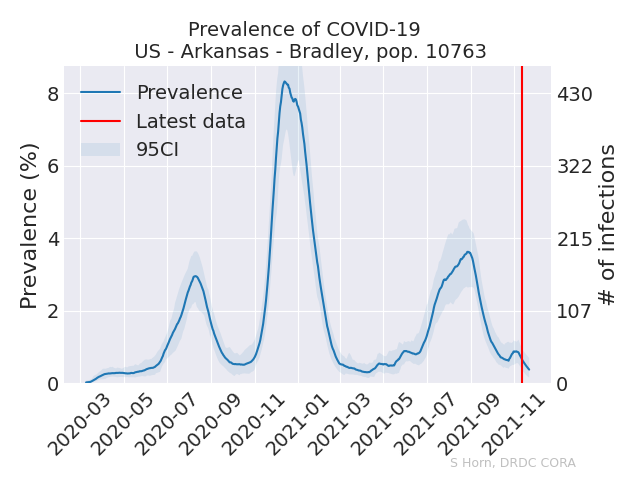 Prevalence of COVID-19
US - Arkansas - Bradley, pop. 10763
Prevalence
Latest data
95CI
8
6
4
2
0
Prevalence (%)
430
322
215
107
0
# of infections
2020-03
2020-05
2020-07
2020-09
2020-11
2021-01
2021-03
2021-05
2021-07
2021-09
2021-11
S Horn, DRDC CORA